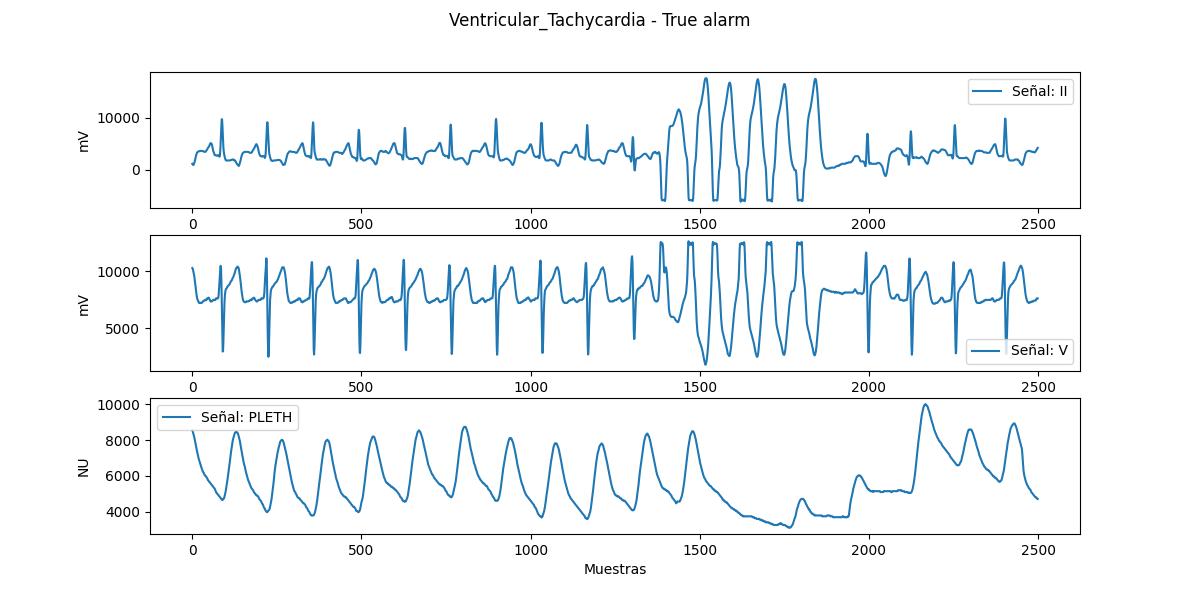 Ventricular_Tachycardia - True alarm
mV
10000
0
Señal: II
0 500 1000 1500 2000 2500
mV
10000
5000
Señal: V
0 500 1000 1500 2000 2500
NU
10000
8000
6000
4000
Señal: PLETH
0 500 1000 1500 2000 2500
Muestras